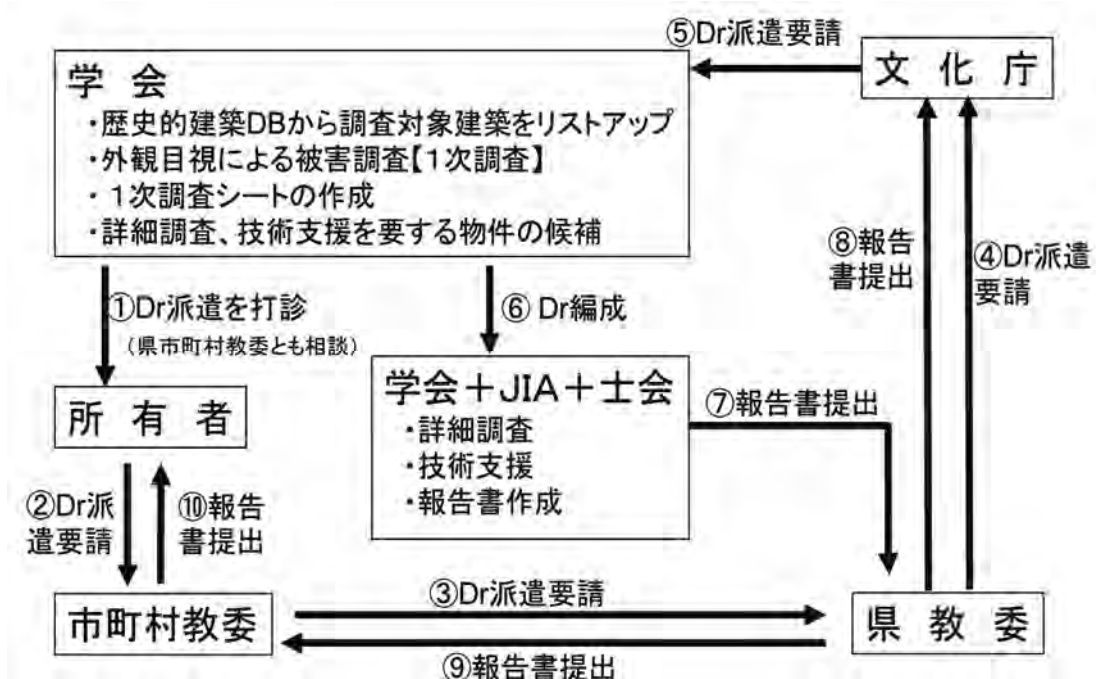 ⑤Dr派遣要請
文 化 庁
学 会
・歴史的建築DBから調査対象建築をリストアップ
・外観目視による被害調査【1次調査】
・1次調査シートの作成
・詳細調査、技術支援を要する物件の候補
⑧報告
書提出
④Dr派遣
要請
①Dr派遣を打診
(県市町村教委とも相談)
⑥ Dr編成
所 有 者
学会+JIA+士会
・詳細調査
・技術支援
・報告書作成
⑦報告書提出
②Dr派
遣要請
⑩報告
書提出
市町村教委
③Dr派遣要請
⑨報告書提出
県 教 委